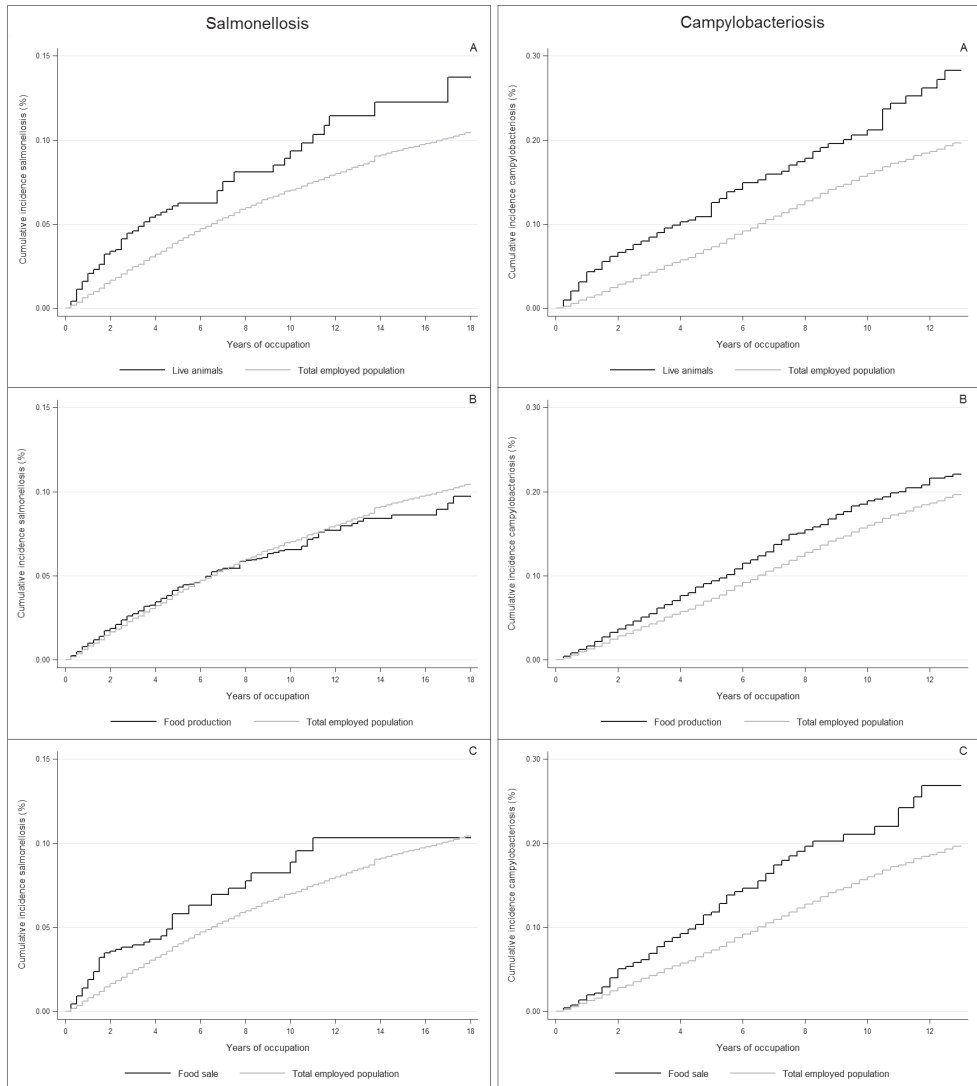 Salmonellosis
A
Cumulative incidence salmonellosis (%)
0.15
0.10
0.05
0.00
0 2 4 6 8 10 12 14 16 18
Years of occupation
Live animals Total employed population
B
Cumulative incidence salmonellosis (%)
0.15
0.10
0.05
0.00
0 2 4 6 8 10 12 14 16 18
Years of occupation
Food production Total employed population
C
Cumulative incidence salmonellosis (%)
0.15
0.10
0.05
0.00
0 2 4 6 8 10 12 14 16 18
Years of occupation
Food sale Total employed population
Campylobacteriosis
A
Cumulative incidence campylobacteriosis (%)
0.30
0.20
0.10
0.00
0 2 4 6 8 10 12
Years of occupation
Live animals Total employed population
B
Cumulative incidence campylobacteriosis (%)
0.30
0.20
0.10
0.00
0 2 4 6 8 10 12
Years of occupation
Food production Total employed population
C
Cumulative incidence campylobacteriosis (%)
0.30
0.20
0.10
0.00
0 2 4 6 8 10 12
Years of occupation
Food sale Total employed population